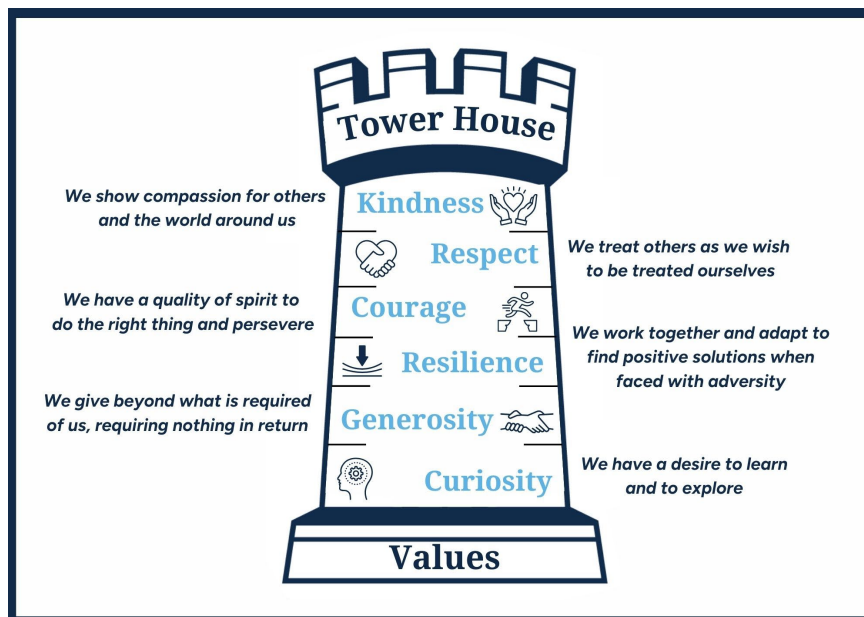 Tower House
We show compassion for others
and the world around us
Kindness
Respect
We treat others as we wish
to be treated ourselves
We have a quality of spirit to
do the right thing and persevere
Courage
Resilience
We work together and adapt to
find positive solutions when
faced with adversity
We give beyond what is required
of us, requiring nothing in return
Generosity
Curiosity
We have a desire to learn
and to explore
Values